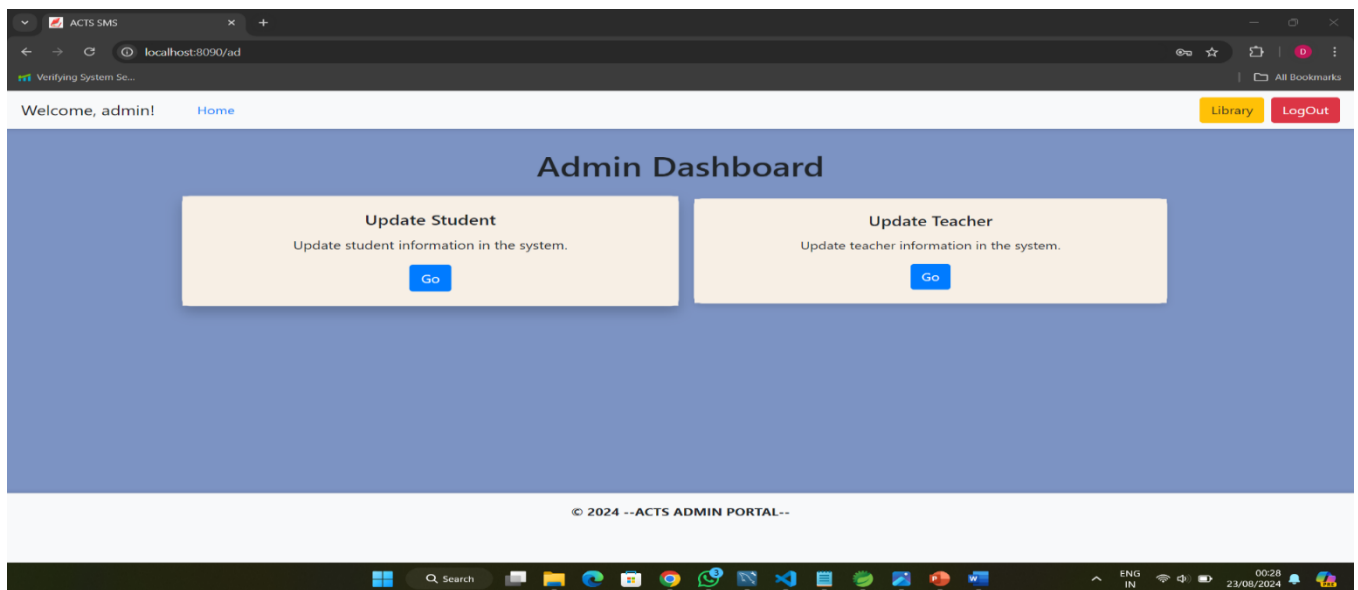 ACTS SMS
localhost:8090/ad
D
Verifying System Se...
All Bookmarks
Welcome, admin! Home Library LogOut
Admin Dashboard
Update Student
Update student information in the system.
Go
Update Teacher
Update teacher information in the system.
Go
© 2024 --ACTS ADMIN PORTAL--
Search 3 ENG 00:28
IN 23/08/2024